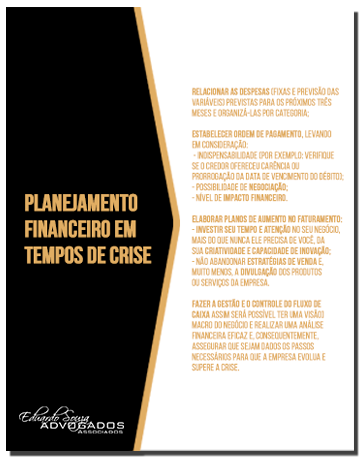 PLANEJAMENTO
FINANCEIRO EM
TEMPOS DE CRISE
Eduardo Souza
ADVOGADOS
ASSOCIADOS
RELACIONAR AS DESPESAS (FIXAS E PREVISÃO DAS
VARIÁVEIS) PREVISTAS PARA OS PRÓXIMOS TRÊS
MESES E ORGANIZÁ-LAS POR CATEGORIA;
ESTABELECER ORDEM DE PAGAMENTO, LEVANDO
EM CONSIDERAÇÃO:
- INDISPENSABILIDADE (POR EXEMPLO: VERIFIQUE
SE O CREDOR OFERECEU CARÊNCIA OU
PRORROGAÇÃO DA DATA DE VENCIMENTO DO DÉBITO);
- POSSIBILIDADE DE NEGOCIAÇÃO;
- NÍVEL DE IMPACTO FINANCEIRO.
ELABORAR PLANOS DE AUMENTO NO FATURAMENTO:
- INVESTIR SEU TEMPO E ATENÇÃO NO SEU NEGÓCIO,
MAIS DO QUE NUNCA ELE PRECISA DE VOCÊ, DA
SUA CRIATIVIDADE E CAPACIDADE DE INOVAÇÃO;
- NÃO ABANDONAR ESTRATÉGIAS DE VENDA E,
MUITO MENOS, A DIVULGAÇÃO DOS PRODUTOS
OU SERVIÇOS DA EMPRESA.
FAZER A GESTÃO E O CONTROLE DO FLUXO DE
CAIXA ASSIM SERÁ POSSÍVEL TER UMA VISÃO)
MACRO DO NEGÓCIO E REALIZAR UMA ANÁLISE
FINANCEIRA EFICAZ E, CONSEQUENTEMENTE,
ASSEGURAR QUE SEJAM DADOS OS PASSOS
NECESSÁRIOS PARA QUE A EMPRESA EVOLUA E
SUPERE A CRISE.